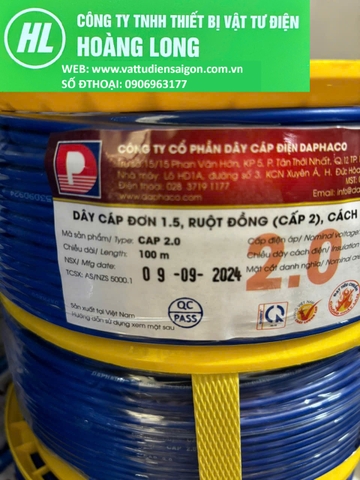 HL
CÔNG TY TNHH THIẾT BỊ VẬT TƯ ĐIỆN
HOÀNG LONG
WEB: www.vattudiensaigon.com.vn
SỐ ĐTHOẠI: 0906963177
P
CÔNG TY CỔ PHẦN DÂY CÁP ĐIỆN DAPHACO
Trụ sở: 15/15 Phan Văn Hớn, KP 5, P. Tân Thới Nhất, Q. 12, TP.
Nhà máy: Lô HD1A, đường số 3, KCN Xuyên Á, H. Đức Hòa
Điện thoại: 028 3719 1177
www.daphaco.com
MST:
Email: info@da
DÂY CÁP ĐƠN 1.5, RUỘT ĐỒNG (CẤP 2), CÁCH
Mã sản phẩm/ Type: CAP 2.0
Chiều dài/ Length: 100 m
NSX/ Mfg date: 09-09-2024
TCSX: AS/NZS 5000.1
Cấp điện áp/ Nominal voltage:
Chiều dày cách điện/ Insulation
Mặt cắt danh nghĩa/ Nominal area
2.0
Sản xuất tại Việt Nam
Hướng dẫn sử dụng xem mặt sau
QC
PASS